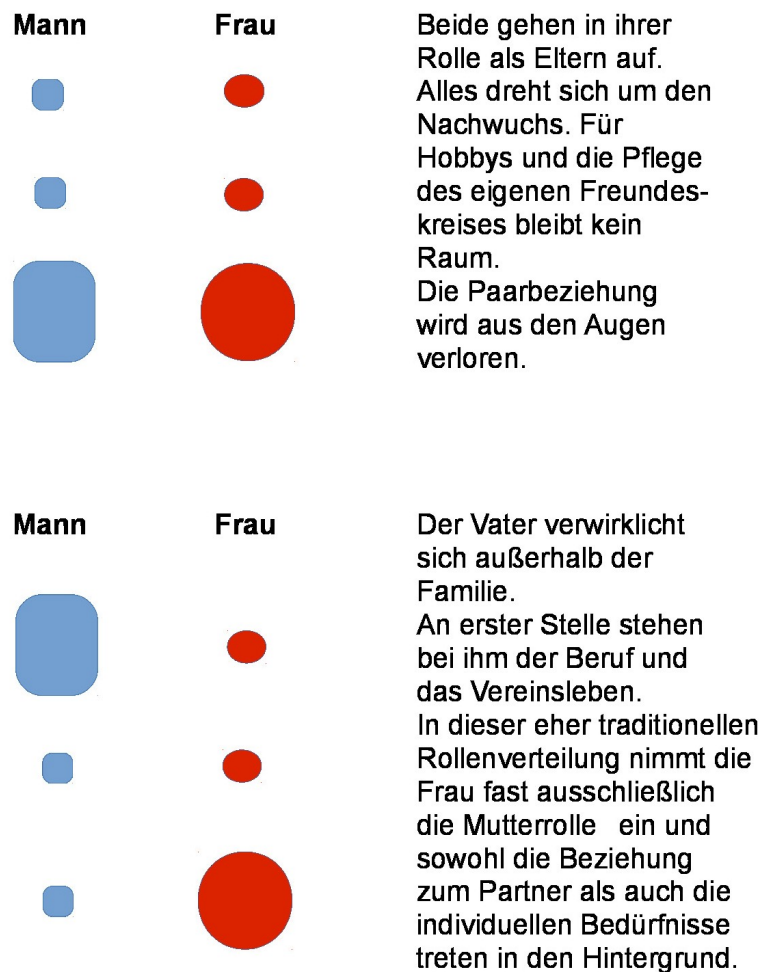 Mann Frau
Beide gehen in ihrer
Rolle als Eltern auf.
Alles dreht sich um den
Nachwuchs. Für
Hobbys und die Pflege
des eigenen Freundes-
kreises bleibt kein
Raum.
Die Paarbeziehung
wird aus den Augen
verloren.
Mann Frau
Der Vater verwirklicht
sich außerhalb der
Familie.
An erster Stelle stehen
bei ihm der Beruf und
das Vereinsleben.
In dieser eher traditionellen
Rollenverteilung nimmt die
Frau fast ausschließlich
die Mutterrolle ein und
sowohl die Beziehung
zum Partner als auch die
individuellen Bedürfnisse
treten in den Hintergrund.